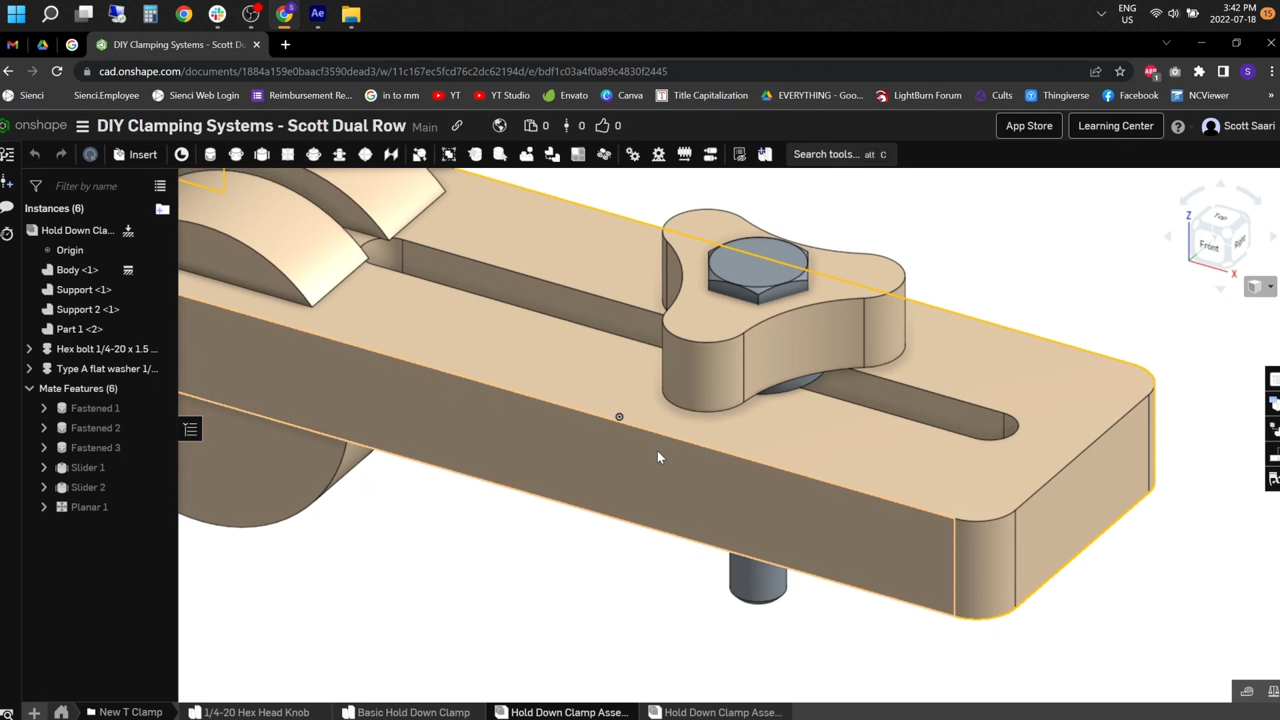 ENG
US
3:42 PM
2022-07-18
15
DIY Clamping Systems - Scott Du
cad.onshape.com/documents/1884a159e0baacf3590dead3/w/11c167ec5fcd76c2dc62194d/e/bdf1c03a4f0a89c4830f2445
Sienci
Sienci.Employee
Sienci Web Login
Reimbursement Re...
in to mm
YT
YT Studio
Envato
Canva
Title Capitalization
EVERYTHING - Goo...
LightBurn Forum
Cults
Thingiverse
Facebook
NCViewer
»
onshape
DIY Clamping Systems - Scott Dual Row
Main
0
0
0
App Store
Learning Center
Scott Saari
Insert
Search tools... alt C
Filter by name
Instances (6)
Hold Down Cla...
Origin
Body <1>
Support <1>
Support 2 <1>
Part 1 <2>
Hex bolt 1/4-20 x 1.5 ...
Type A flat washer 1/...
Mate Features (6)
Fastened 1
Fastened 2
Fastened 3
Slider 1
Slider 2
Planar 1
Top
Front
Right
Z
X
New T Clamp
1/4-20 Hex Head Knob
Basic Hold Down Clamp
Hold Down Clamp Asse...
Hold Down Clamp Asse...